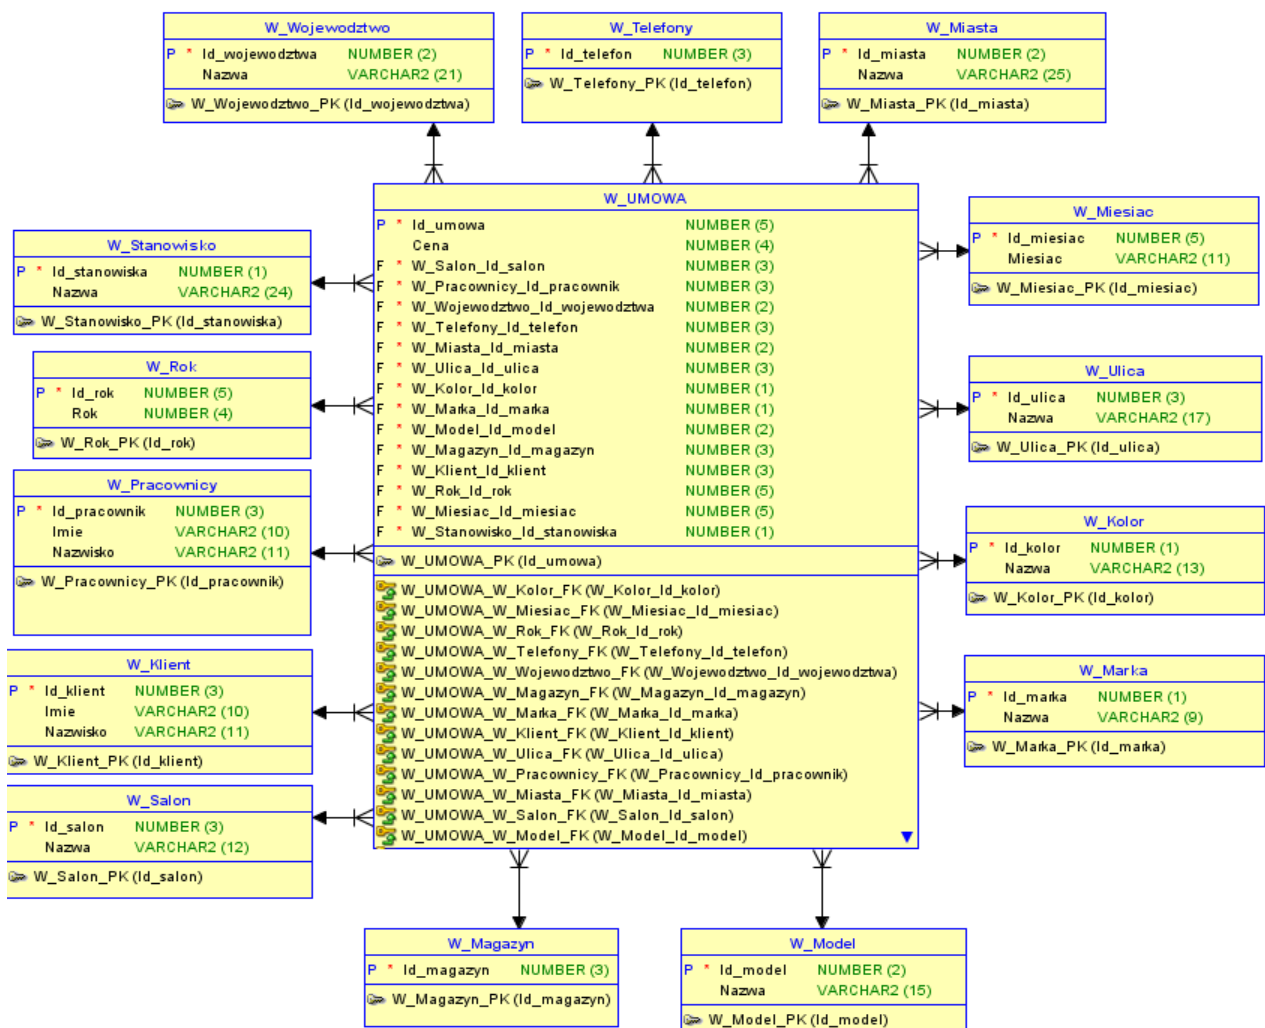 W_Wojewodztwo
P * Id_wojewodztwa NUMBER (2)
Nazwa VARCHAR2 (21)
W_Wojewodztwo_PK (Id_wojewodztwa)
W_Telefony
P * Id_telefon NUMBER (3)
W_Telefony_PK (Id_telefon)
W_Miasta
P * Id_miasta NUMBER (2)
Nazwa VARCHAR2 (25)
W_Miasta_PK (Id_miasta)
W_Stanowisko
P * Id_stanowiska NUMBER (1)
Nazwa VARCHAR2 (24)
W_Stanowisko_PK (Id_stanowiska)
W_Rok
P * Id_rok NUMBER (5)
Rok NUMBER (4)
W_Rok_PK (Id_rok)
W_Pracownicy
P * Id_pracownik NUMBER (3)
Imie VARCHAR2 (10)
Nazwisko VARCHAR2 (11)
W_Pracownicy_PK (Id_pracownik)
W_Klient
P * Id_klient NUMBER (3)
Imie VARCHAR2 (10)
Nazwisko VARCHAR2 (11)
W_Klient_PK (Id_klient)
W_Salon
P * Id_salon NUMBER (3)
Nazwa VARCHAR2 (12)
W_Salon_PK (Id_salon)
W_UMOWA
P * Id_umowa NUMBER (5)
Cena NUMBER (4)
F * W_Salon_Id_salon NUMBER (3)
F * W_Pracownicy_Id_pracownik NUMBER (3)
F * W_Wojewodztwo_Id_wojewodztwa NUMBER (2)
F * W_Telefony_Id_telefon NUMBER (3)
F * W_Miasta_Id_miasta NUMBER (2)
F * W_Ulica_Id_ulica NUMBER (3)
F * W_Kolor_Id_kolor NUMBER (1)
F * W_Marka_Id_marka NUMBER (1)
F * W_Model_Id_model NUMBER (2)
F * W_Magazyn_Id_magazyn NUMBER (3)
F * W_Klient_Id_klient NUMBER (3)
F * W_Rok_Id_rok NUMBER (5)
F * W_Miesiac_Id_miesiac NUMBER (5)
F * W_Stanowisko_Id_stanowiska NUMBER (1)
W_UMOWA_PK (Id_umowa)
W_UMOWA_W_Kolor_FK (W_Kolor_Id_kolor)
W_UMOWA_W_Miesiac_FK (W_Miesiac_Id_miesiac)
W_UMOWA_W_Rok_FK (W_Rok_Id_rok)
W_UMOWA_W_Telefony_FK (W_Telefony_Id_telefon)
W_UMOWA_W_Wojewodztwo_FK (W_Wojewodztwo_Id_wojewodztwa)
W_UMOWA_W_Magazyn_FK (W_Magazyn_Id_magazyn)
W_UMOWA_W_Marka_FK (W_Marka_Id_marka)
W_UMOWA_W_Klient_FK (W_Klient_Id_klient)
W_UMOWA_W_Ulica_FK (W_Ulica_Id_ulica)
W_UMOWA_W_Pracownicy_FK (W_Pracownicy_Id_pracownik)
W_UMOWA_W_Miasta_FK (W_Miasta_Id_miasta)
W_UMOWA_W_Salon_FK (W_Salon_Id_salon)
W_UMOWA_W_Model_FK (W_Model_Id_model)
W_Miesiac
P * Id_miesiac NUMBER (5)
Miesiac VARCHAR2 (11)
W_Miesiac_PK (Id_miesiac)
W_Ulica
P * Id_ulica NUMBER (3)
Nazwa VARCHAR2 (17)
W_Ulica_PK (Id_ulica)
W_Kolor
P * Id_kolor NUMBER (1)
Nazwa VARCHAR2 (13)
W_Kolor_PK (Id_kolor)
W_Marka
P * Id_marka NUMBER (1)
Nazwa VARCHAR2 (9)
W_Marka_PK (Id_marka)
W_Magazyn
P * Id_magazyn NUMBER (3)
W_Magazyn_PK (Id_magazyn)
W_Model
P * Id_model NUMBER (2)
Nazwa VARCHAR2 (15)
W_Model_PK (Id_model)